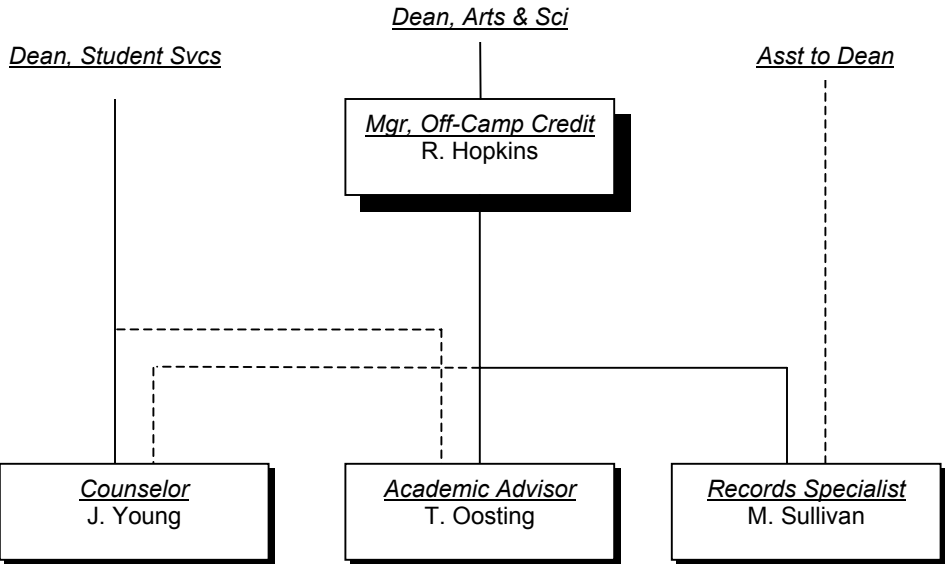 Dean, Arts & Sci
Dean, Student Svcs
Asst to Dean
Mgr, Off-Camp Credit
R. Hopkins
Counselor
J. Young
Academic Advisor
T. Oosting
Records Specialist
M. Sullivan